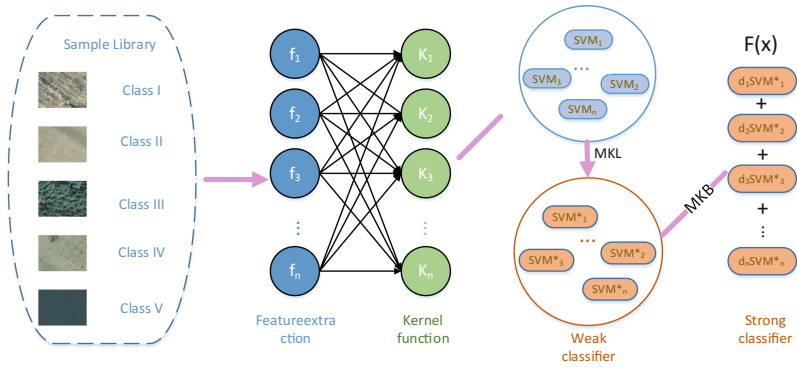 Sample Library
Class I
Class II
Class III
Class IV
Class V
f1
f2
f3
...
fn
Featureextra
ction
K1
K2
K3
...
Kn
Kernel
function
SVM1
...
SVM3
SVM2
SVMn
MKL
SVM*1
...
SVM*3
SVM*2
SVM*n
Weak
classifier
MKB
F(x)
d1SVM*1
+
d2SVM*2
+
d3SVM*3
+
...
dnSVM*n
Strong
classifier